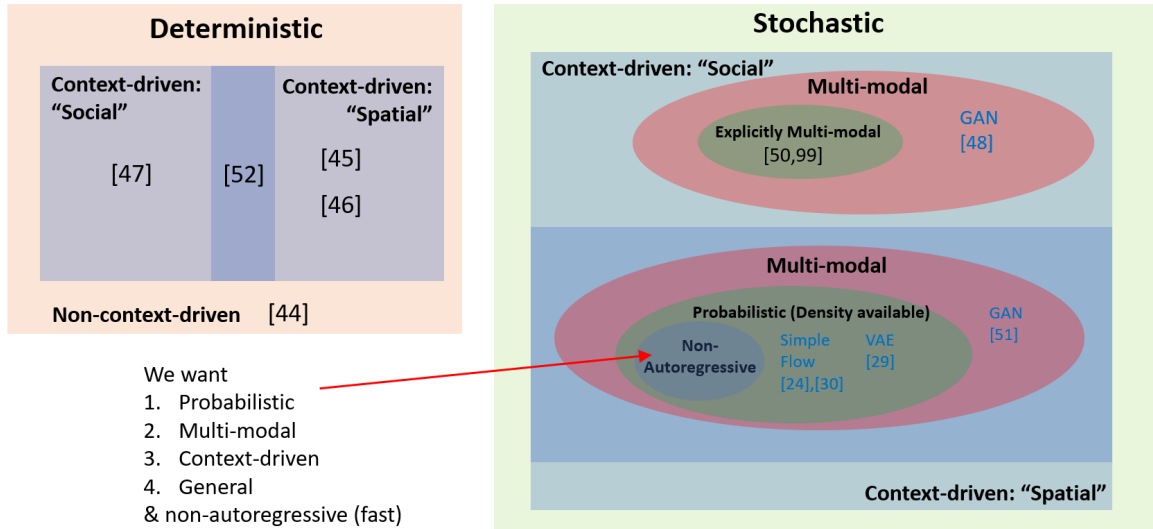 Deterministic
Context-driven:
“Social”
Context-driven:
“Spatial”
[47]
[52]
[45]
[46]
Non-context-driven [44]
We want
1. Probabilistic
2. Multi-modal
3. Context-driven
4. General
& non-autoregressive (fast)
Stochastic
Context-driven: “Social”
Multi-modal
Explicitly Multi-modal
[50,99]
GAN
[48]
Multi-modal
Probabilistic (Density available)
Non-
Autoregressive
Simple
Flow
[24],[30]
VAE
[29]
GAN
[51]
Context-driven: “Spatial”